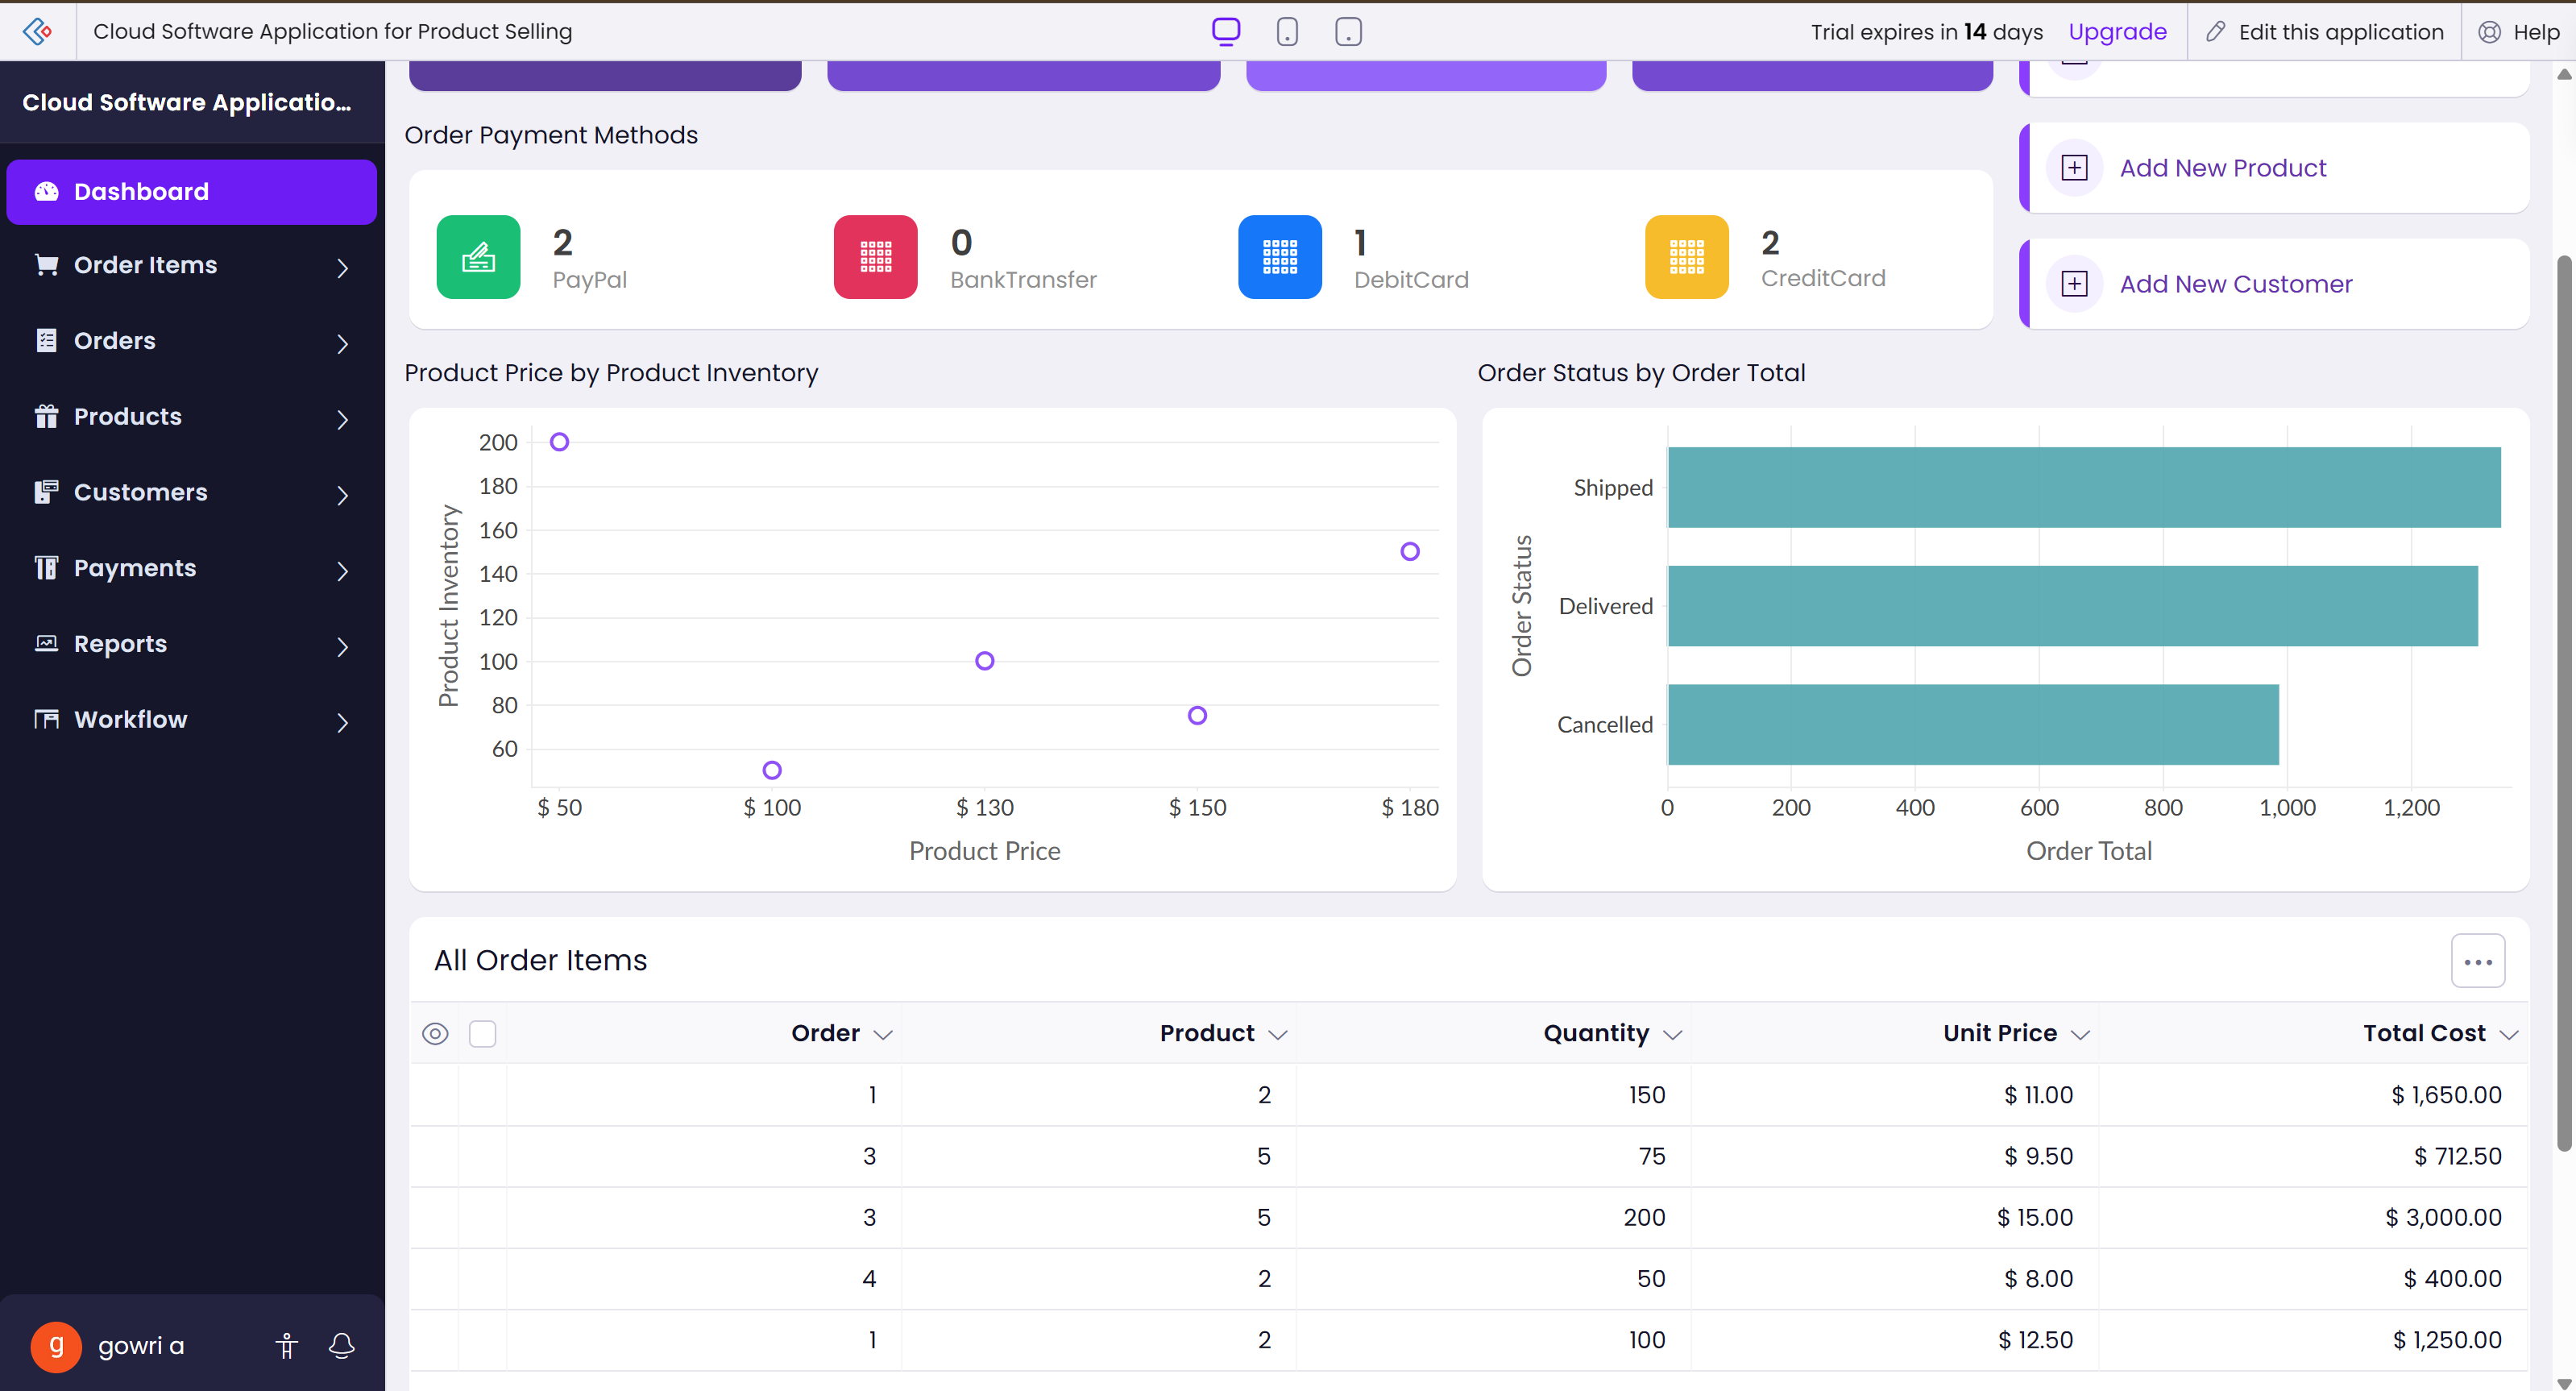 Cloud Software Application for Product Selling
Trial expires in 14 days Upgrade
Edit this application
Help
Cloud Software Applicatio...
Dashboard
Order Items
Orders
Products
Customers
Payments
Reports
Workflow
g gowri a
Order Payment Methods
2
PayPal
0
BankTransfer
1
DebitCard
2
CreditCard
Add New Product
Add New Customer
Product Price by Product Inventory
Product Inventory
200
180
160
140
120
100
80
60
$ 50 $ 100 $ 130 $ 150 $ 180
Product Price
Order Status by Order Total
Order Status
Shipped
Delivered
Cancelled
0 200 400 600 800 1,000 1,200
Order Total
All Order Items
Order Product Quantity Unit Price Total Cost
1 2 150 $ 11.00 $ 1,650.00
3 5 75 $ 9.50 $ 712.50
3 5 200 $ 15.00 $ 3,000.00
4 2 50 $ 8.00 $ 400.00
1 2 100 $ 12.50 $ 1,250.00